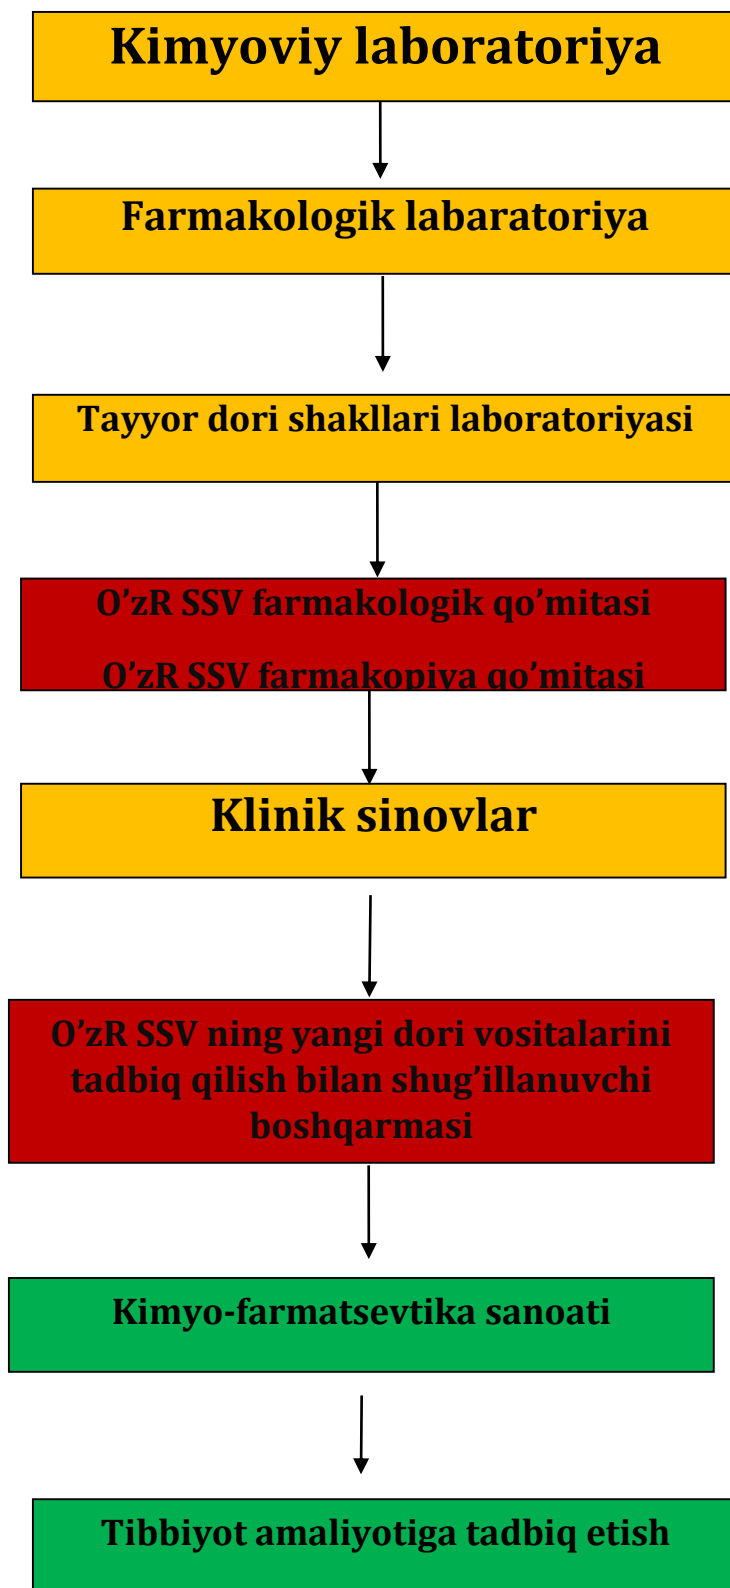 Kimyoviy laboratoriya
Farmakologik labaratoriya
Tayyor dori shakllari laboratoriyasi
O’zR SSV farmakologik qo’mitasi
O’zR SSV farmakopiya qo’mitasi
Klinik sinovlar
O’zR SSV ning yangi dori vositalarini
tadbiq qilish bilan shug’illanuvchi
boshqarmasi
Kimyo-farmatsevtika sanoati
Tibbiyot amaliyotiga tadbiq etish